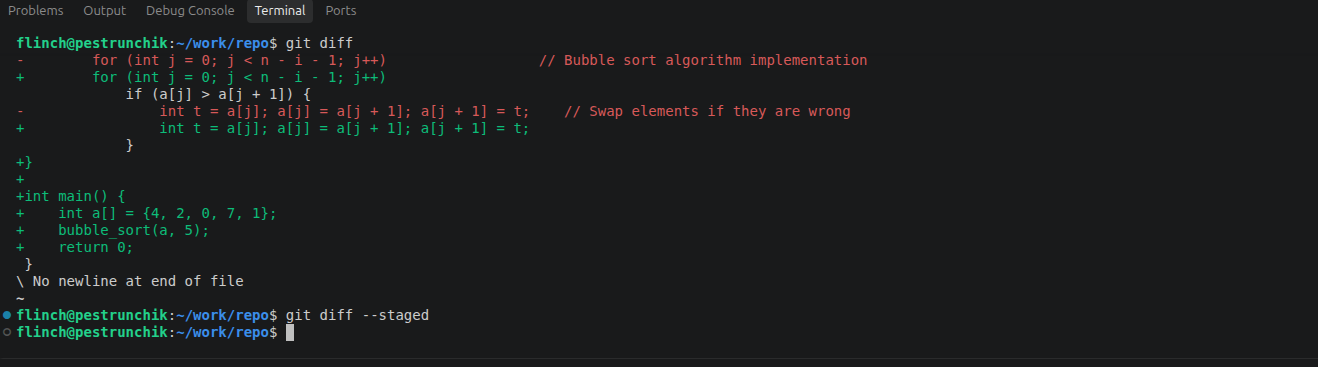 Problems Output Debug Console Terminal Ports
flinch@pestrunchik:~/work/repo$ git diff
-        for (int j = 0; j < n - i - 1; j++)                  // Bubble sort algorithm implementation
+        for (int j = 0; j < n - i - 1; j++)
             if (a[j] > a[j + 1]) {
-                int t = a[j]; a[j] = a[j + 1]; a[j + 1] = t;    // Swap elements if they are wrong
+                int t = a[j]; a[j] = a[j + 1]; a[j + 1] = t;
             }
+}
+
+int main() {
+    int a[] = {4, 2, 0, 7, 1};
+    bubble_sort(a, 5);
+    return 0;
 }
\ No newline at end of file
~
flinch@pestrunchik:~/work/repo$ git diff --staged
flinch@pestrunchik:~/work/repo$